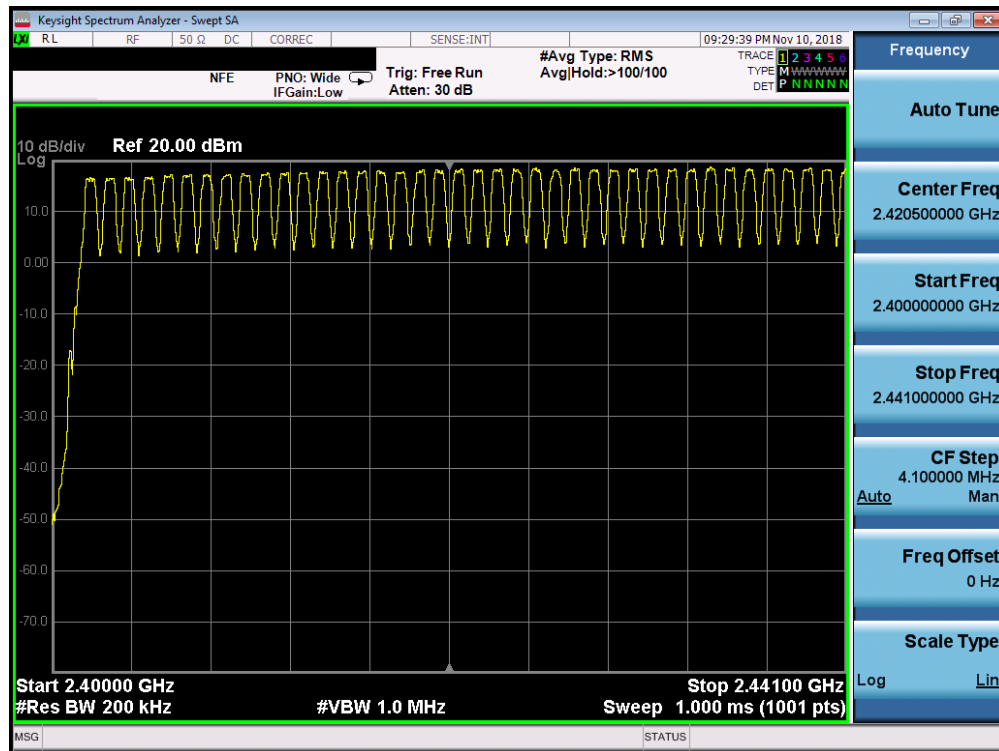 Keysight Spectrum Analyzer - Swept SA
LXI RL RF 50 Ω DC CORREC SENSE:INT 09:29:39 PM Nov 10, 2018
NFE PNO: Wide Trig: Free Run #Avg Type: RMS TRACE 1 2 3 4 5 6
IFGain:Low Atten: 30 dB Avg|Hold:>100/100 TYPE M WWWWW
DET P N N N N N
10 dB/div Ref 20.00 dBm
Log
10.0
0.00
-10.0
-20.0
-30.0
-40.0
-50.0
-60.0
-70.0
Start 2.40000 GHz Stop 2.44100 GHz
#Res BW 200 kHz #VBW 1.0 MHz Sweep 1.000 ms (1001 pts)
MSG STATUS
Frequency
Auto Tune
Center Freq
2.420500000 GHz
Start Freq
2.400000000 GHz
Stop Freq
2.441000000 GHz
CF Step
4.100000 MHz
Auto Man
Freq Offset
0 Hz
Scale Type
Log Lin